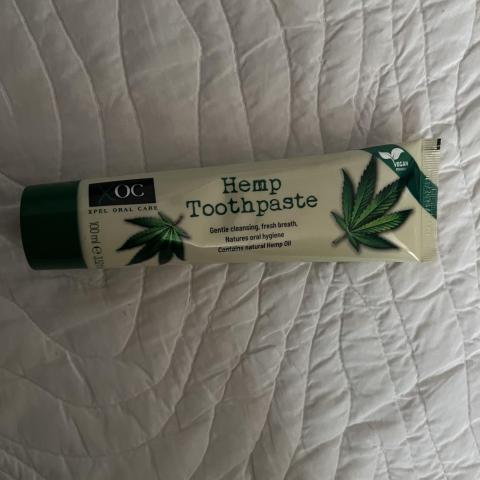 XOC
XPEL ORAL CARE
Hemp
Toothpaste
Gentle cleansing, fresh breath,
Natures oral hygiene
Contains natural Hemp Oil
VEGAN
100ml e